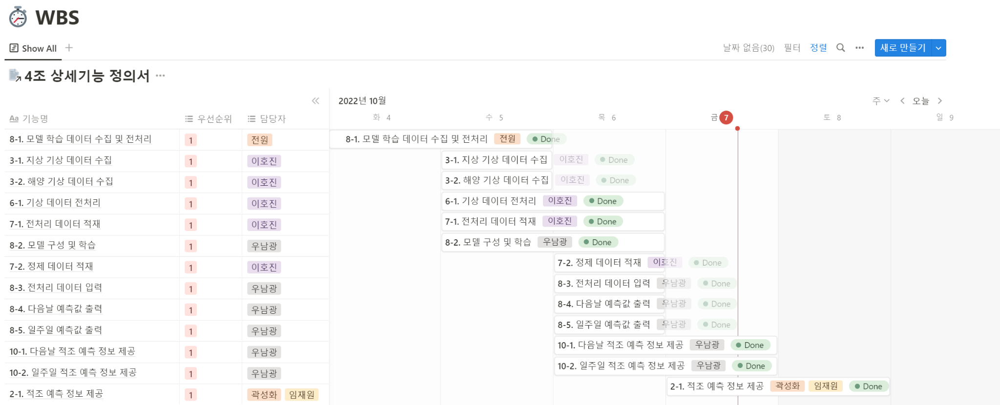 WBS
Show All
날짜 없음(30) 필터 정렬 새로 만들기
4조 상세기능 정의서
2022년 10월 주 오늘
Aa 기능명 우선순위 담당자 화 4 수 5 목 6 금 7 토 8 일 9
8-1. 모델 학습 데이터 수집 및 전처리 1 전원 8-1. 모델 학습 데이터 수집 및 전처리 전원 Done
3-1. 지상 기상 데이터 수집 1 이호진 3-1. 지상 기상 데이터 수집 이호진 Done
3-2. 해양 기상 데이터 수집 1 이호진 3-2. 해양 기상 데이터 수집 이호진 Done
6-1. 기상 데이터 전처리 1 이호진 6-1. 기상 데이터 전처리 이호진 Done
7-1. 전처리 데이터 적재 1 이호진 7-1. 전처리 데이터 적재 이호진 Done
8-2. 모델 구성 및 학습 1 우남광 8-2. 모델 구성 및 학습 우남광 Done
7-2. 정제 데이터 적재 1 이호진 7-2. 정제 데이터 적재 이호진 Done
8-3. 전처리 데이터 입력 1 우남광 8-3. 전처리 데이터 입력 우남광 Done
8-4. 다음날 예측값 출력 1 우남광 8-4. 다음날 예측값 출력 우남광 Done
8-5. 일주일 예측값 출력 1 우남광 8-5. 일주일 예측값 출력 우남광 Done
10-1. 다음날 적조 예측 정보 제공 1 우남광 10-1. 다음날 적조 예측 정보 제공 우남광 Done
10-2. 일주일 적조 예측 정보 제공 1 우남광 10-2. 일주일 적조 예측 정보 제공 우남광 Done
2-1. 적조 예측 정보 제공 1 곽성화 임재원 2-1. 적조 예측 정보 제공 곽성화 임재원 Done